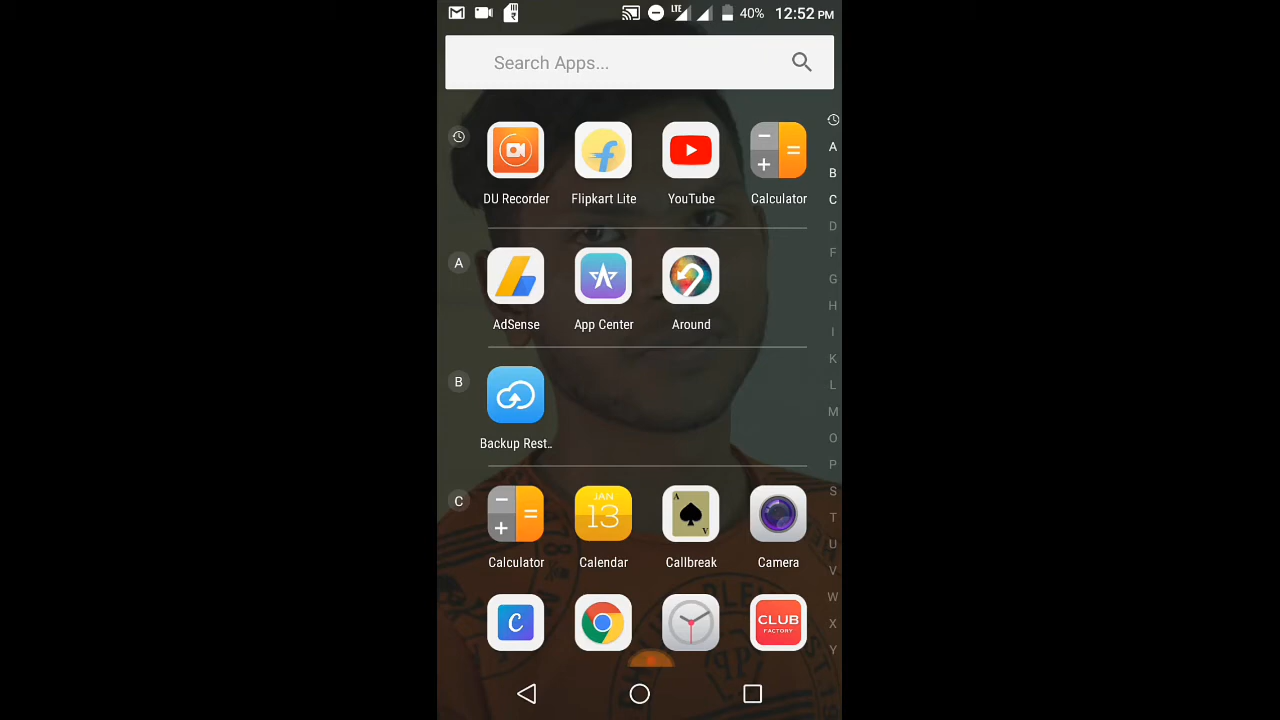 40% 12:52 PM
Search Apps...
DU Recorder Flipkart Lite YouTube Calculator
A
AdSense App Center Around
B
Backup Rest..
C
JAN
13
A
V
Calculator Calendar Callbreak Camera
C
CLUB
FACTORY
A
B
C
D
E
F
G
H
I
K
L
M
O
P
S
T
U
V
W
X
Y
LTE